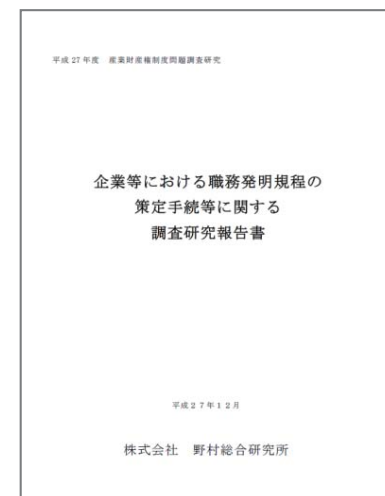 平成 27 年度　産業財産権制度問題調査研究
企業等における職務発明規程の
策定手続等に関する
調査研究報告書
平成２７年１２月
株式会社　野村総合研究所